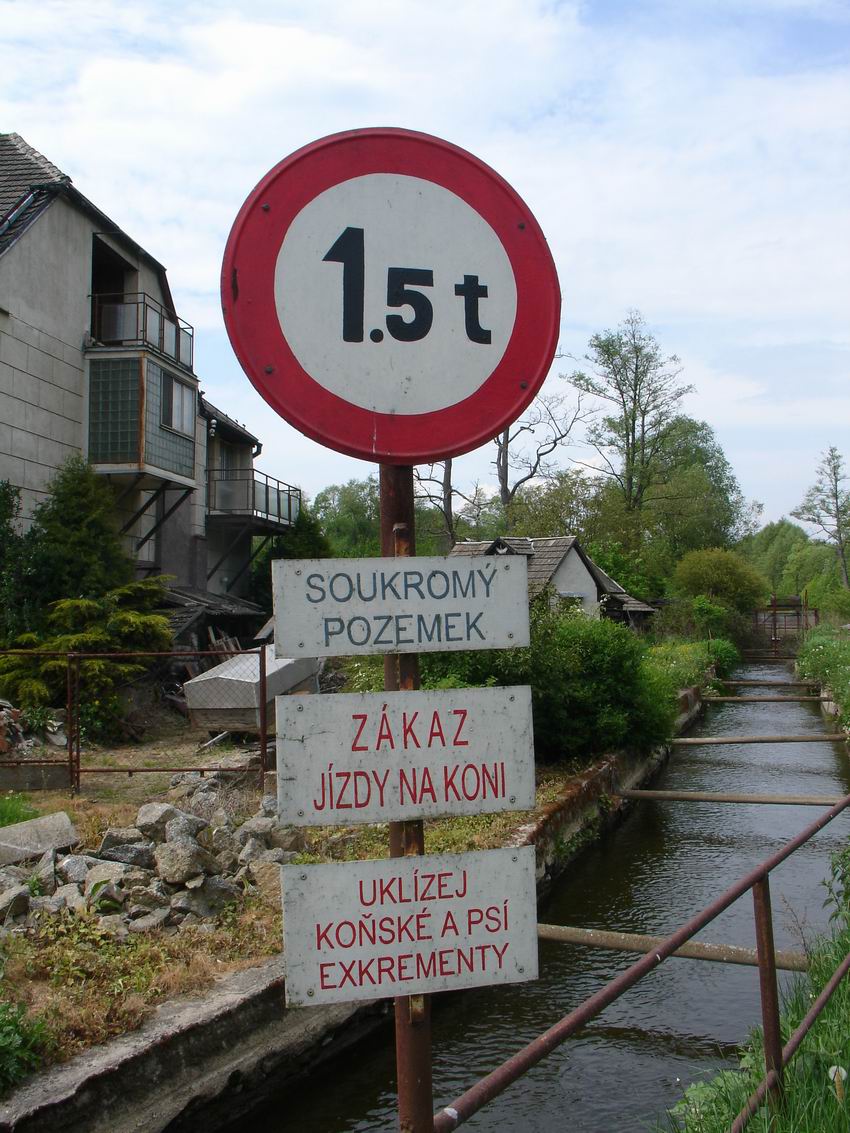 1.5 t
SOUKROMÝ
POZEMEK
ZÁKAZ
JÍZDY NA KONI
UKLÍZEJ
KOŇSKÉ A PSÍ
EXKREMENTY